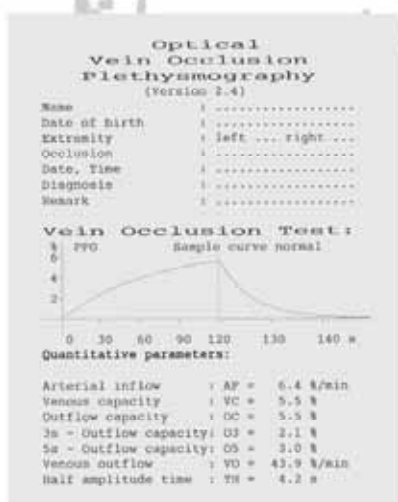 Optical
Vein Occlusion
Plethysmography
(Version 2.4)
Name : ..................
Date of birth : ..................
Extremity : left ... right ...
Occlusion : ..................
Date, Time : ..................
Diagnosis : ..................
Remark : ..................
Vein Occlusion Test:
% PPG Sample curve normal
6
4
2
0 30 60 90 120 130 140 s
Quantitative parameters:
Arterial inflow : AF = 6.4 %/min
Venous capacity : VC = 5.5 %
Outflow capacity : OC = 5.5 %
3s - Outflow capacity: O3 = 2.1 %
5s - Outflow capacity: O5 = 3.0 %
Venous outflow : VO = 43.9 %/min
Half amplitude time : TH = 4.2 s